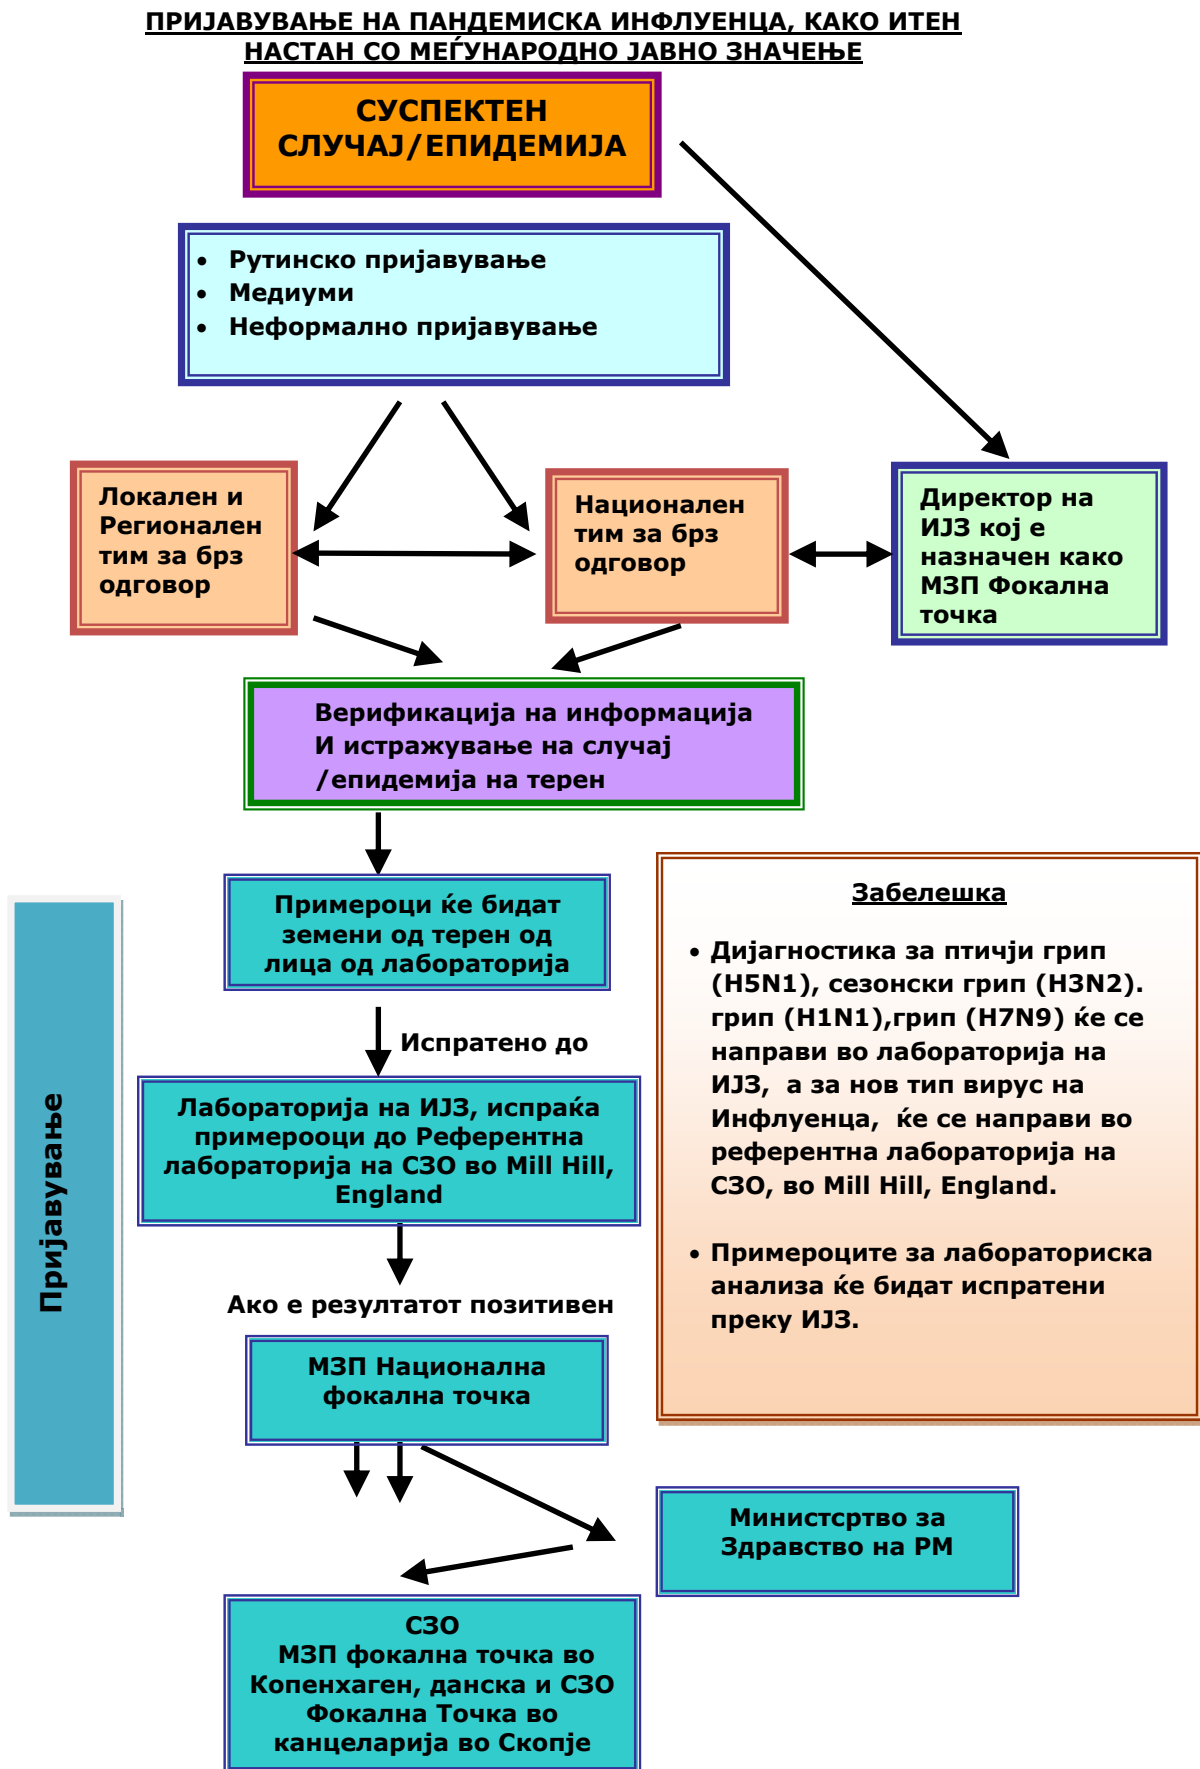 ПРИЈАВУВАЊЕ НА ПАНДЕМИСКА ИНФЛУЕНЦА, КАКО ИТЕН
НАСТАН СО МЕЃУНАРОДНО ЈАВНО ЗНАЧЕЊЕ
СУСПЕКТЕН
СЛУЧАЈ/ЕПИДЕМИЈА
• Рутинско пријавување
• Медиуми
• Неформално пријавување
Локален и
Регионален
тим за брз
одговор
Национален
тим за брз
одговор
Директор на
ИЈЗ кој е
назначен како
МЗП Фокална
точка
Верификација на информација
И истражување на случај
/епидемија на терен
Примероци ќе бидат
земени од терен од
лица од лабораторија
Испратено до
Лабораторија на ИЈЗ, испраќа
примерооци до Референтна
лабораторија на СЗО во Mill Hill,
England
Ако е резултатот позитивен
МЗП Национална
фокална точка
Министсртво за
Здравство на РМ
СЗО
МЗП фокална точка во
Копенхаген, данска и СЗО
Фокална Точка во
канцеларија во Скопје
Пријавување
Забелешка
• Дијагностика за птичји грип
(H5N1), сезонски грип (H3N2).
грип (H1N1),грип (H7N9) ќе се
направи во лабораторија на
ИЈЗ, а за нов тип вирус на
Инфлуенца, ќе се направи во
референтна лабораторија на
СЗО, во Mill Hill, England.
• Примероците за лабораториска
анализа ќе бидат испратени
преку ИЈЗ.